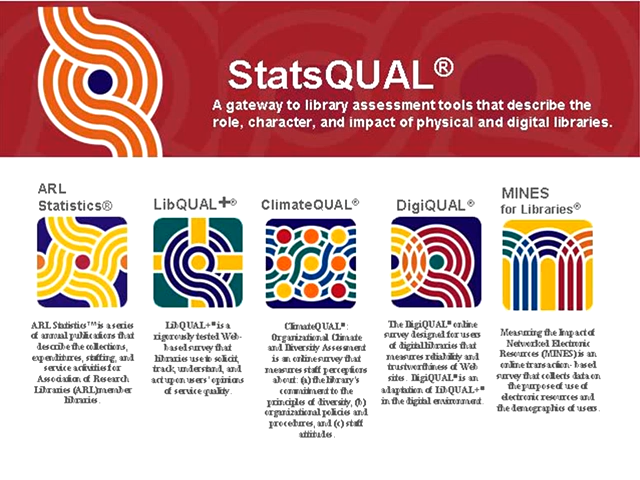 StatsQUAL®
A gateway to library assessment tools that describe the
role, character, and impact of physical and digital libraries.
ARL
Statistics®
LibQUAL+®
ClimateQUAL®
DigiQUAL®
MINES
for Libraries®
ARL Statistics™ is a series
of annual publications that
describe the collections,
expenditures, staffing, and
service activities for
Association of Research
Libraries (ARL) member
libraries.
LibQUAL+® is a
rigorously tested Web-
based survey that
libraries use to solicit,
track, understand, and
act upon users' opinions
of service quality.
ClimateQUAL®:
Organizational Climate
and Diversity Assessment
is an online survey that
measures staff perceptions
about: (a) the library's
commitment to the
principles of diversity, (b)
organizational policies and
procedures, and (c) staff
attitudes.
The DigiQUAL® online
survey designed for users
of digital libraries that
measures reliability and
trustworthiness of Web
sites. DigiQUAL® is an
adaptation of LibQUAL+®
in the digital environment.
Measuring the Impact of
Networked Electronic
Resources (MINES) is an
online transaction-based
survey that collects data on
the purpose of use of
electronic resources and
the demographics of users.